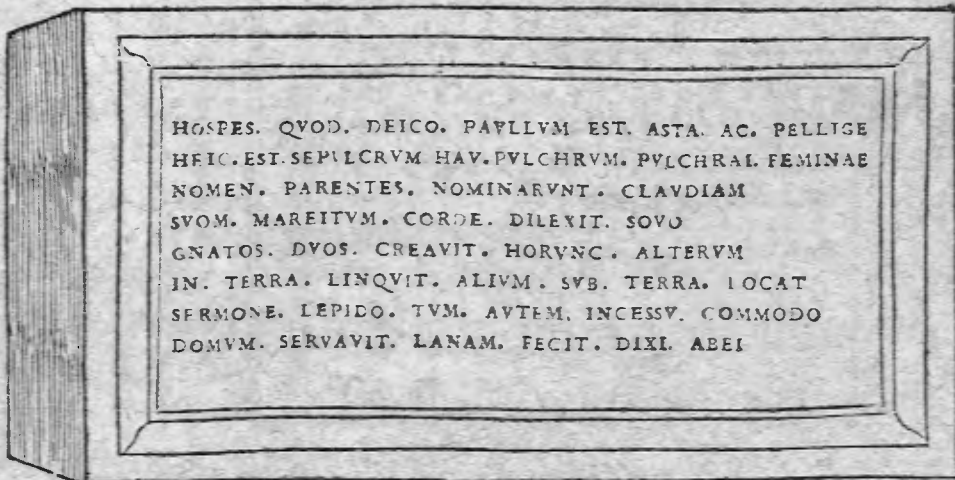 HOSPES. QVOD. DEICO. PAVLLVM EST. ASTA. AC. PELLIGE
HEIC. EST. SEPVLCRVM HAV. PVLCHRVM. PVLCHRAI. FEMINAE
NOMEN. PARENTES. NOMINARVNT. CLAVDIAM
SVOM. MAREITVM. CORDE. DILEXIT. SOVO
GNATOS. DVOS. CREAVIT. HORVNC. ALTERVM
IN. TERRA. LINQVIT. ALIVM. SVB. TERRA. LOCAT
SERMONE. LEPIDO. TVM. AVTEM. INCESSV. COMMODO
DOMVM. SERVAVIT. LANAM. FECIT. DIXI. ABEI